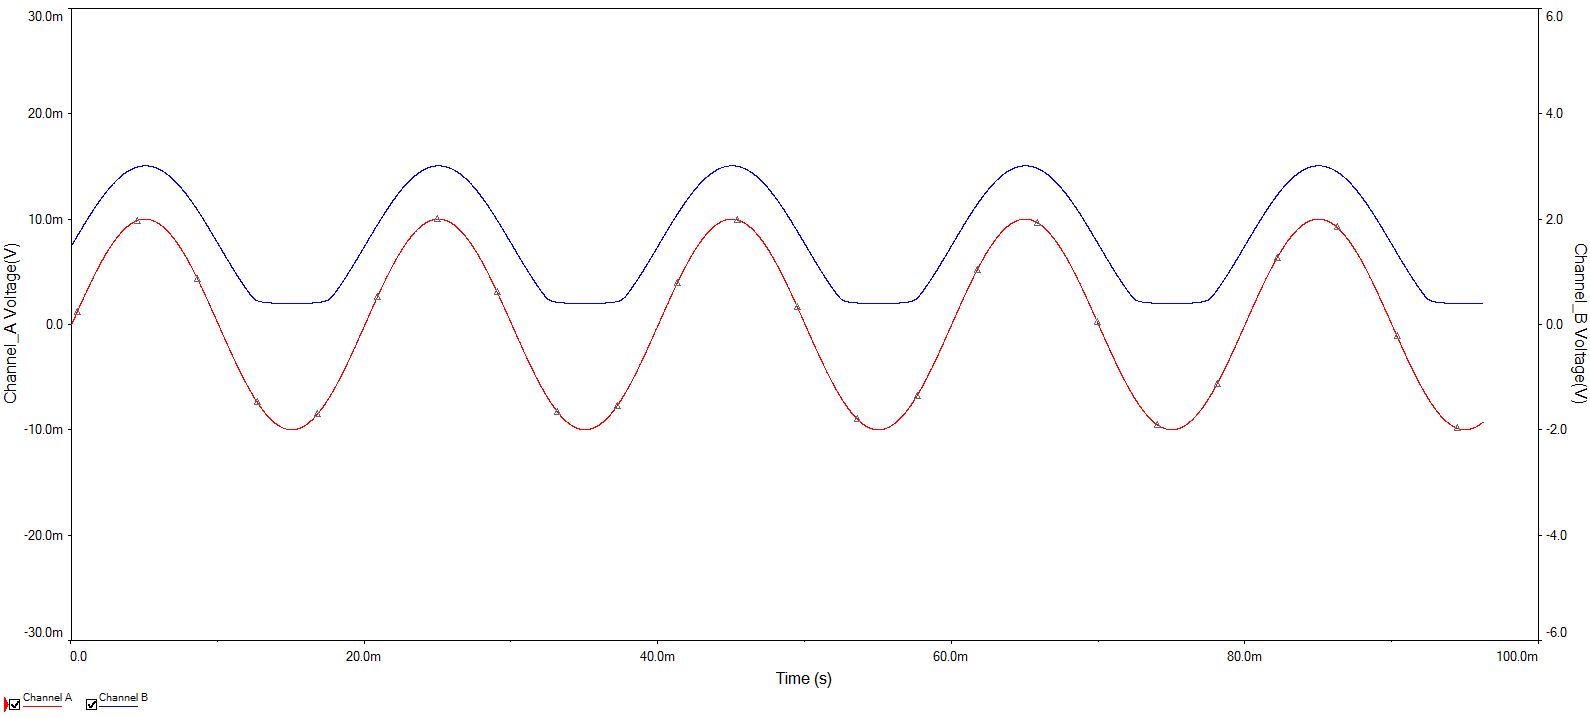 30.0m
20.0m
10.0m
0.0
-10.0m
-20.0m
-30.0m
Channel_A Voltage(V)
6.0
4.0
2.0
0.0
-2.0
-4.0
-6.0
Channel_B Voltage(V)
0.0 20.0m 40.0m 60.0m 80.0m 100.0m
Time (s)
Channel A Channel B